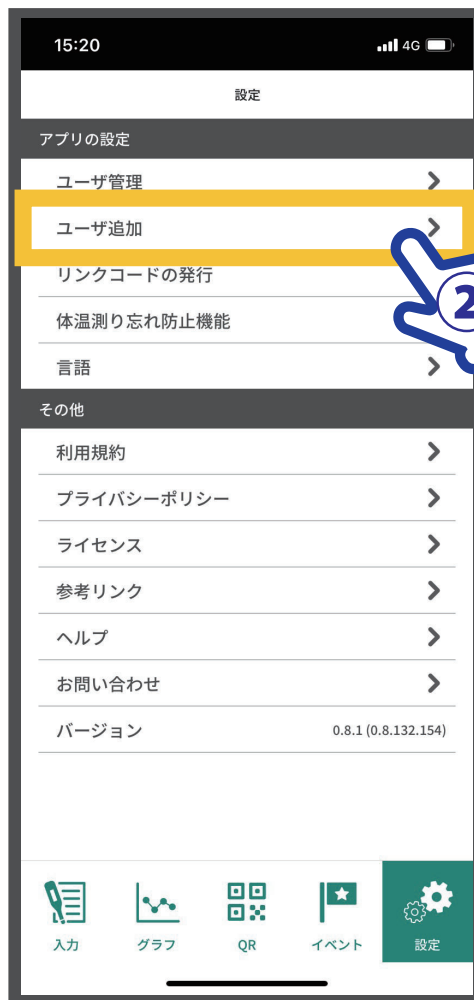 15:20
4G
設定
アプリの設定
ユーザ管理
ユーザ追加
リンクコードの発行
体温測り忘れ防止機能
言語
その他
利用規約
プライバシーポリシー
ライセンス
参考リンク
ヘルプ
お問い合わせ
バージョン 0.8.1 (0.8.132.154)
入力 グラフ QR イベント 設定
2